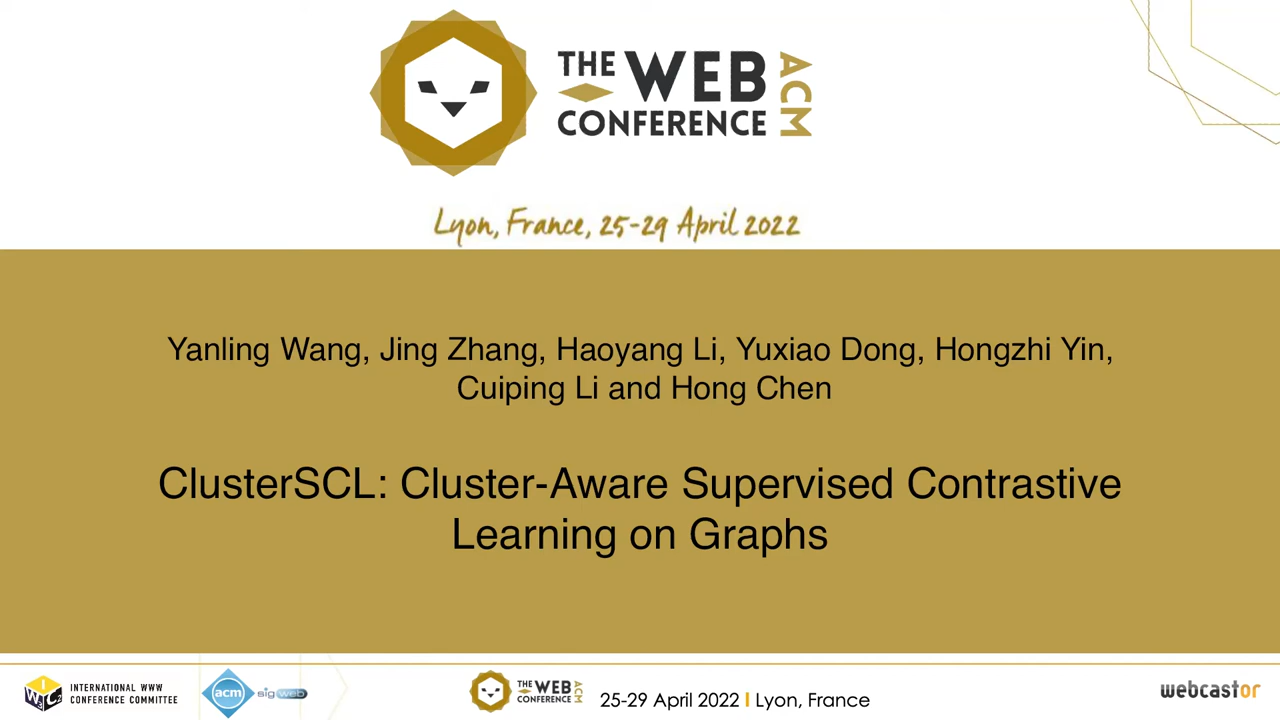 THE WEB
CONFERENCE
ACM
Lyon, France, 25-29 April 2022
Yanling Wang, Jing Zhang, Haoyang Li, Yuxiao Dong, Hongzhi Yin,
Cuiping Li and Hong Chen
ClusterSCL: Cluster-Aware Supervised Contrastive
Learning on Graphs
INTERNATIONAL WWW
CONFERENCE COMMITTEE
acm
sigweb
THE WEB
CONFERENCE
ACM
25-29 April 2022 I Lyon, France
webcastor